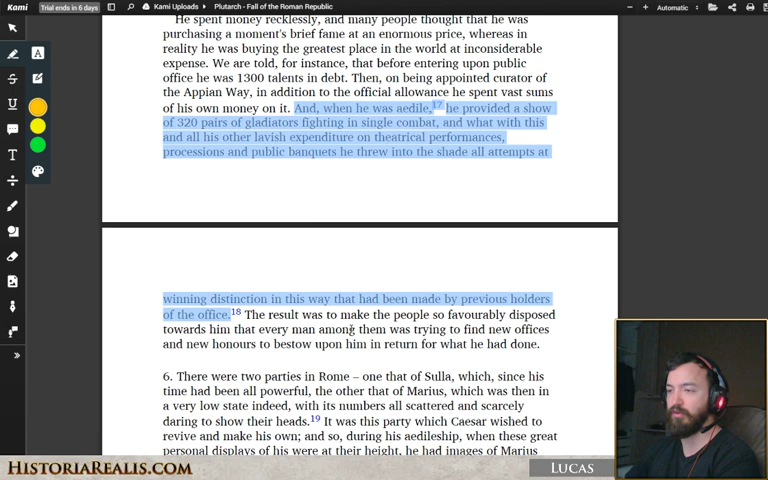 Kami
Trial ends in 6 days
Kami Uploads
Plutarch - Fall of the Roman Republic
Automatic
He spent money recklessly, and many people thought that he was
purchasing a moment's brief fame at an enormous price, whereas in
reality he was buying the greatest place in the world at inconsiderable
expense. We are told, for instance, that before entering upon public
office he was 1300 talents in debt. Then, on being appointed curator of
the Appian Way, in addition to the official allowance he spent vast sums
of his own money on it. And, when he was aedile,17 he provided a show
of 320 pairs of gladiators fighting in single combat, and what with this
and all his other lavish expenditure on theatrical performances,
processions and public banquets he threw into the shade all attempts at
winning distinction in this way that had been made by previous holders
of the office.18 The result was to make the people so favourably disposed
towards him that every man among them was trying to find new offices
and new honours to bestow upon him in return for what he had done.
6. There were two parties in Rome – one that of Sulla, which, since his
time had been all powerful, the other that of Marius, which was then in
a very low state indeed, with its numbers all scattered and scarcely
daring to show their heads.19 It was this party which Caesar wished to
revive and make his own; and so, during his aedileship, when these great
personal displays of his were at their height, he had images of Marius
HistoriaRealis.com
Lucas